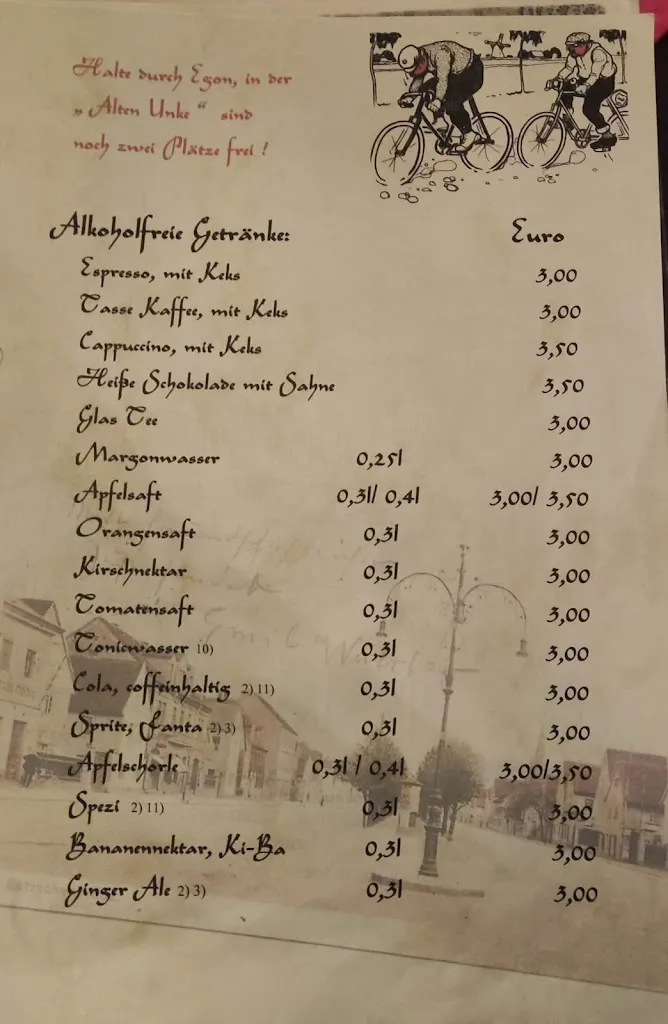 Halte durch Egon, in der
„ Alten Unke “ sind
noch zwei Plätze frei !
Alkoholfreie Getränke: Euro
Espresso, mit Keks 3,00
Tasse Kaffee, mit Keks 3,00
Cappuccino, mit Keks 3,50
Heiße Schokolade mit Sahne 3,50
Glas Tee 3,00
Margonwasser 0,25l 3,00
Apfelsaft 0,3l/ 0,4l 3,00/ 3,50
Orangensaft 0,3l 3,00
Kirschnektar 0,3l 3,00
Tomatensaft 0,3l 3,00
Tonicwasser 10) 0,3l 3,00
Cola, coffeinhaltig 2) 11) 0,3l 3,00
Sprite, Fanta 2) 3) 0,3l 3,00
Apfelschorle 0,3l / 0,4l 3,00/3,50
Spezi 2) 11) 0,3l 3,00
Bananennektar, Ki-Ba 0,3l 3,00
Ginger Ale 2) 3) 0,3l 3,00